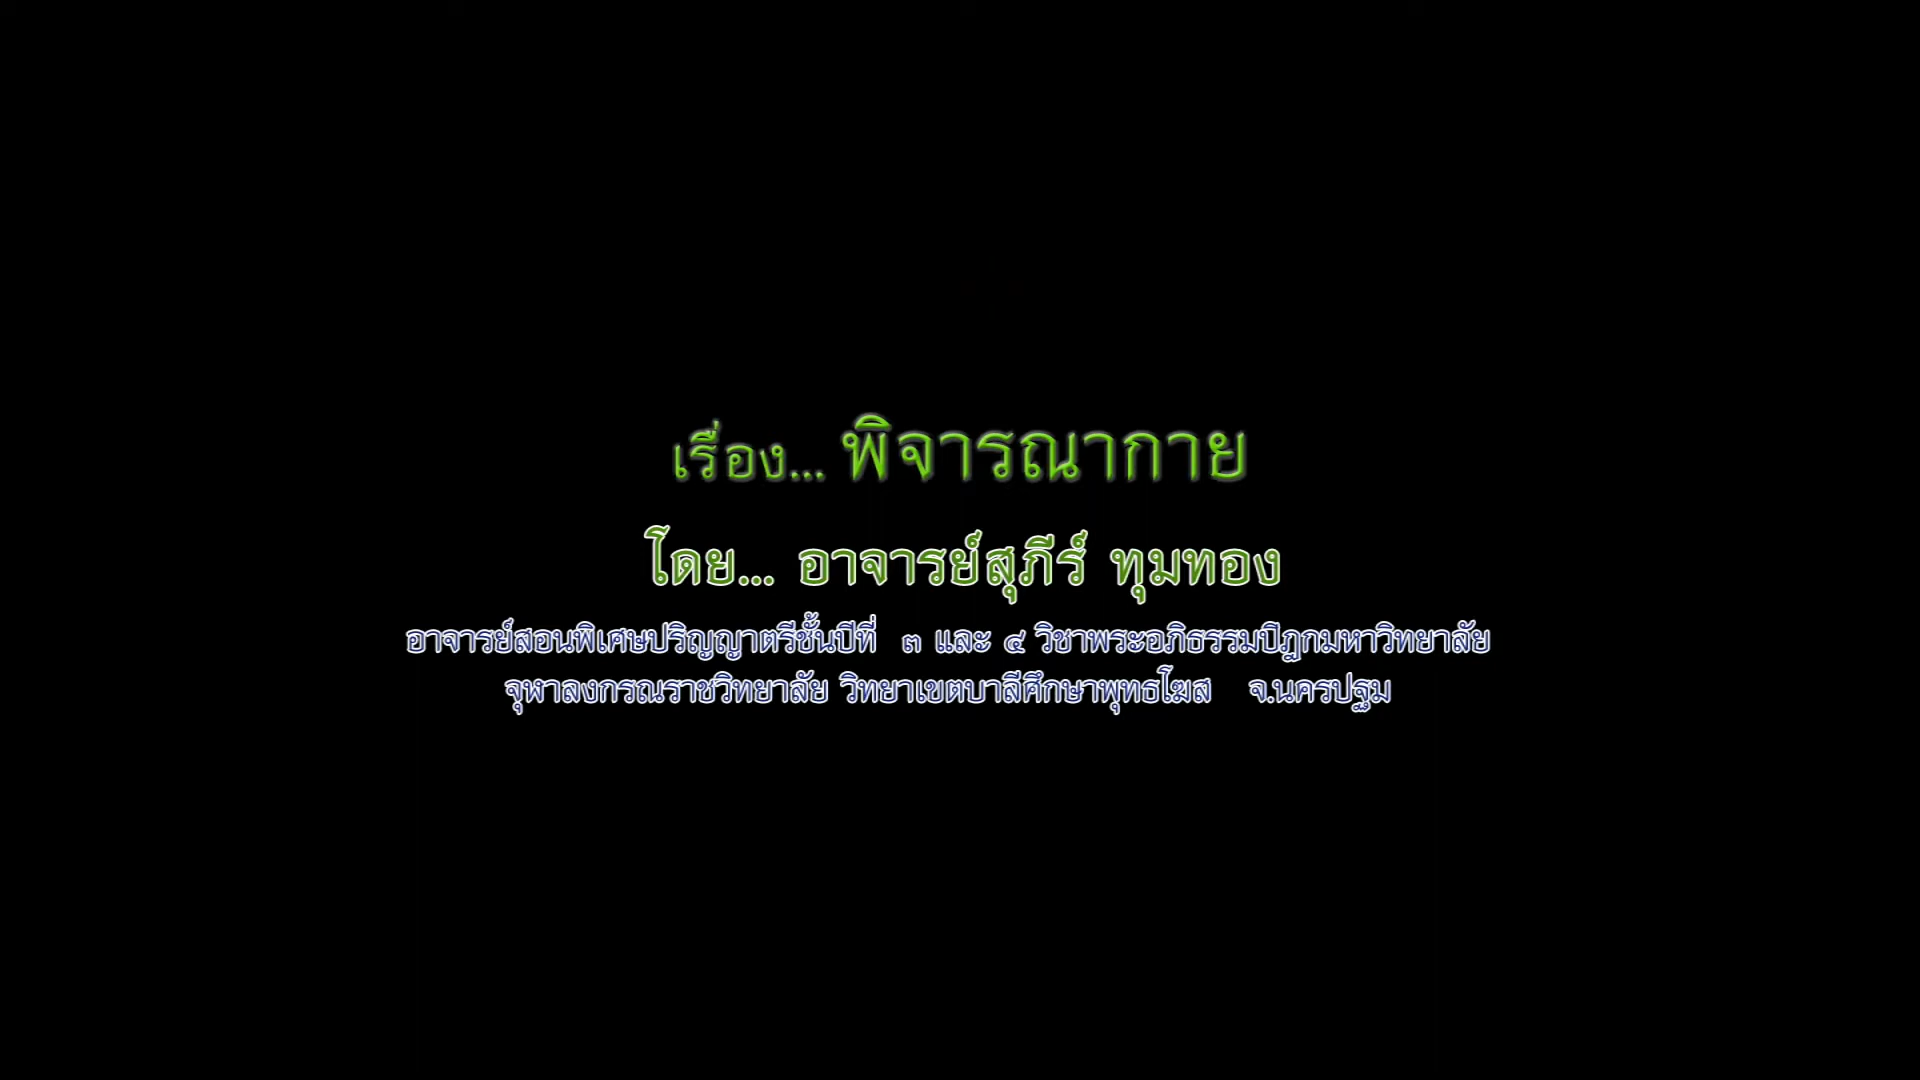 เรื่อง... พิจารณากาย
โดย... อาจารย์สุภีร์ ทุมทอง
อาจารย์สอนพิเศษปริญญาตรีชั้นปีที่ ๓ และ ๔ วิชาพระอภิธรรมปิฎกมหาวิทยาลัย
จุฬาลงกรณราชวิทยาลัย วิทยาเขตบาลีศึกษาพุทธโฆส จ.นครปฐม